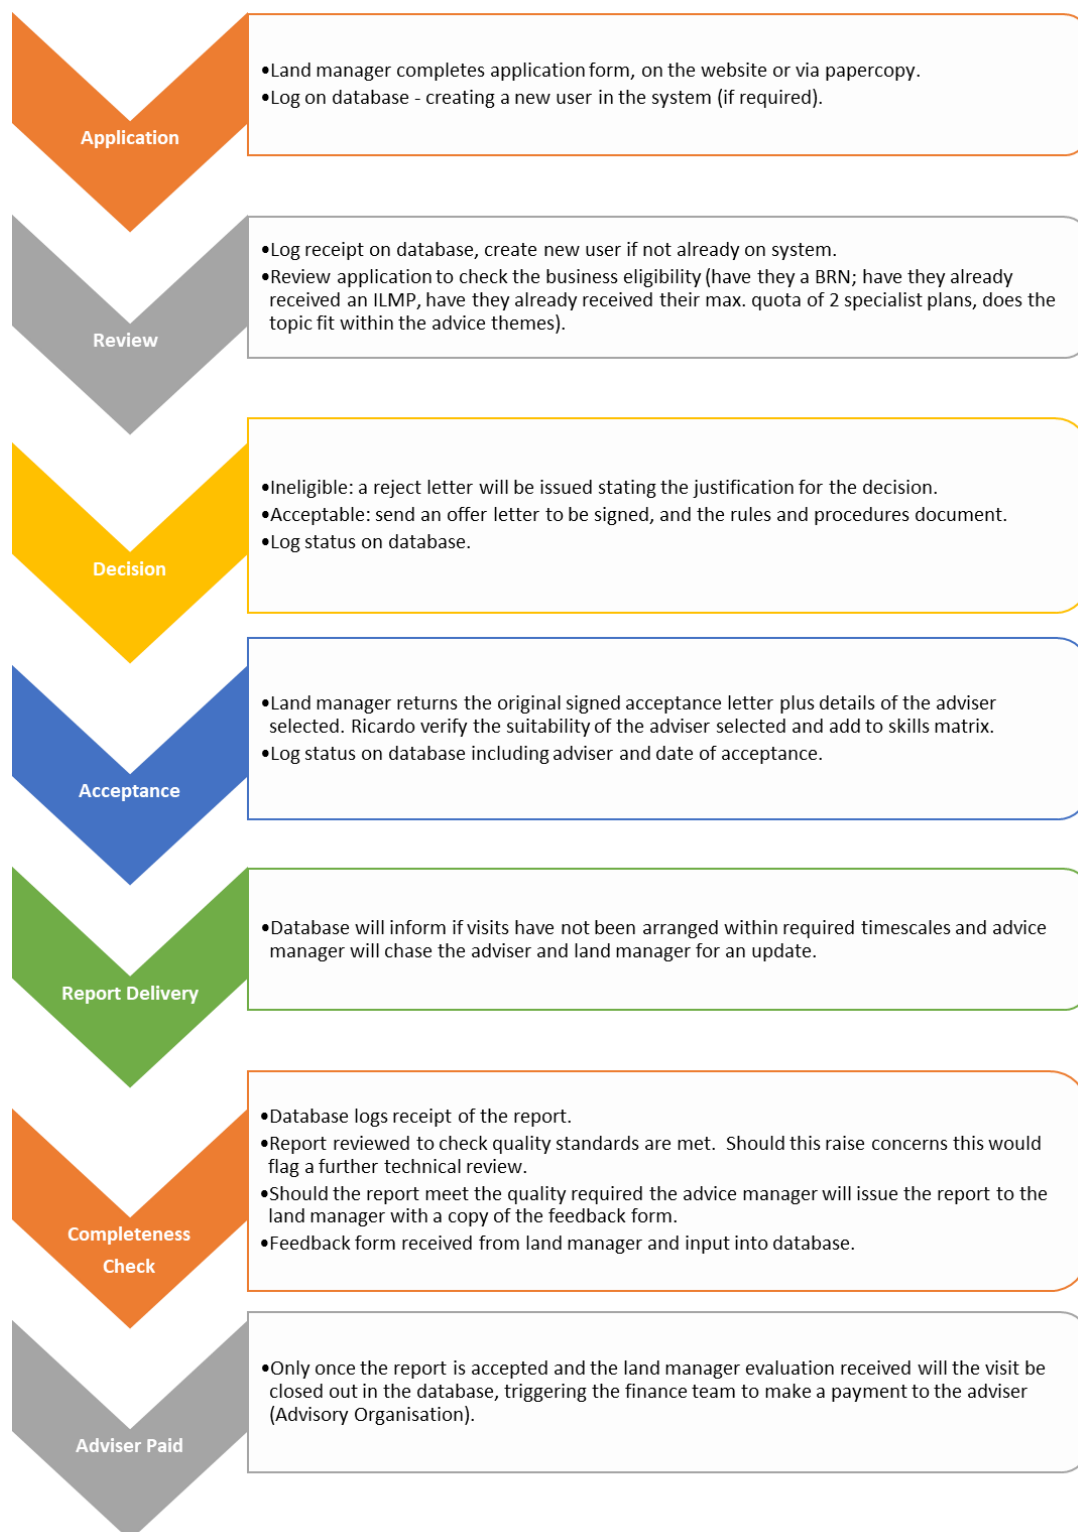 Application
•Land manager completes application form, on the website or via papercopy.
•Log on database - creating a new user in the system (if required).
Review
•Log receipt on database, create new user if not already on system.
•Review application to check the business eligibility (have they a BRN; have they already
received an ILMP, have they already received their max. quota of 2 specialist plans, does the
topic fit within the advice themes).
Decision
•Ineligible: a reject letter will be issued stating the justification for the decision.
•Acceptable: send an offer letter to be signed, and the rules and procedures document.
•Log status on database.
Acceptance
•Land manager returns the original signed acceptance letter plus details of the adviser
selected. Ricardo verify the suitability of the adviser selected and add to skills matrix.
•Log status on database including adviser and date of acceptance.
Report Delivery
•Database will inform if visits have not been arranged within required timescales and advice
manager will chase the adviser and land manager for an update.
Completeness
Check
•Database logs receipt of the report.
•Report reviewed to check quality standards are met.  Should this raise concerns this would
flag a further technical review.
•Should the report meet the quality required the advice manager will issue the report to the
land manager with a copy of the feedback form.
•Feedback form received from land manager and input into database.
Adviser Paid
•Only once the report is accepted and the land manager evaluation received will the visit be
closed out in the database, triggering the finance team to make a payment to the adviser
(Advisory Organisation).